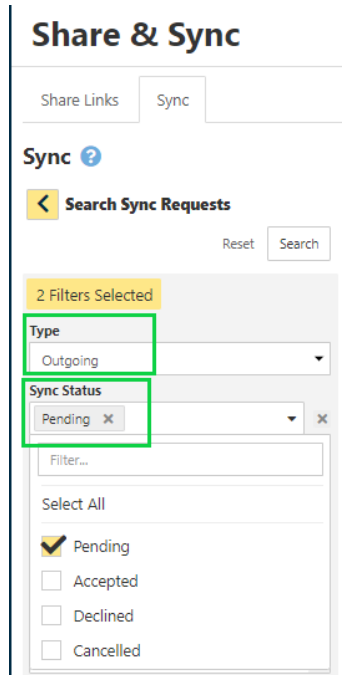 Share & Sync
Share Links Sync
Sync ?
Search Sync Requests
Reset Search
2 Filters Selected
Type
Outgoing
Sync Status
Pending ×
×
Filter...
Select All
Pending
Accepted
Declined
Cancelled